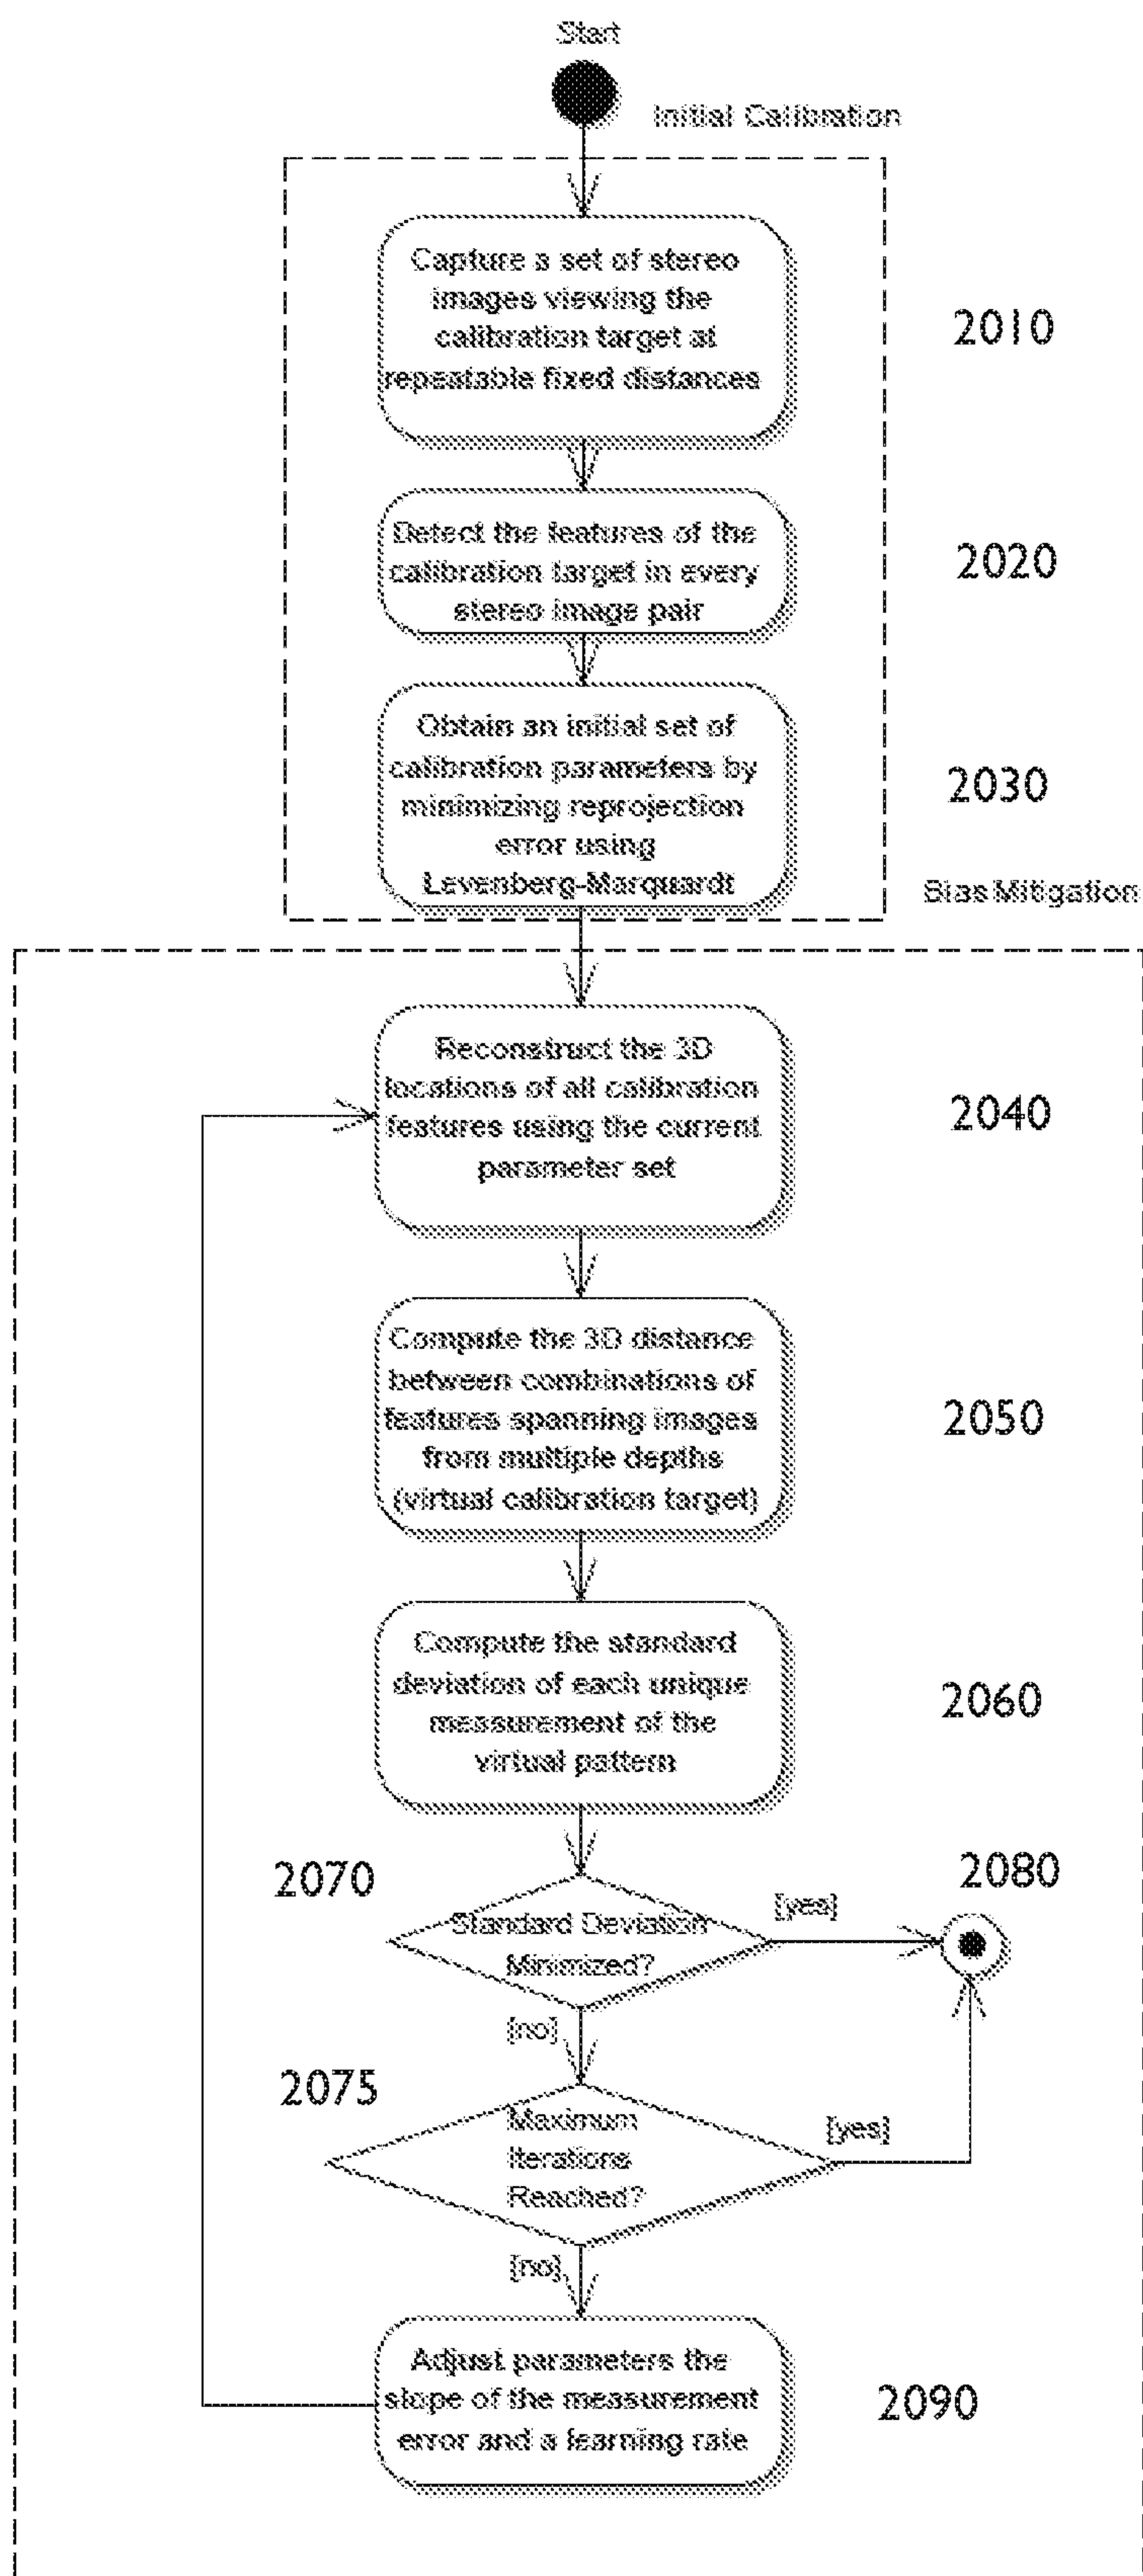 Start
Initial Calibration
Capture a set of stereo
images viewing the
calibration target at
repeatable fixed distances
2010
Detect the features of the
calibration target in every
stereo image pair
2020
Obtain an initial set of
calibration parameters by
minimizing reprojection
error using
Levenberg-Marquardt
2030
Bias Mitigation
Reconstruct the 3D
locations of all calibration
features using the current
parameter set
2040
Compute the 3D distance
between combinations of
features spanning images
from multiple depths
(virtual calibration target)
2050
Compute the standard
deviation of each unique
measurement of the
virtual pattern
2060
2070
Standard Deviation
Minimized?
[yes]
2080
[no]
2075
Maximum
Iterations
Reached?
[yes]
[no]
Adjust parameters the
slope of the measurement
error and a learning rate
2090